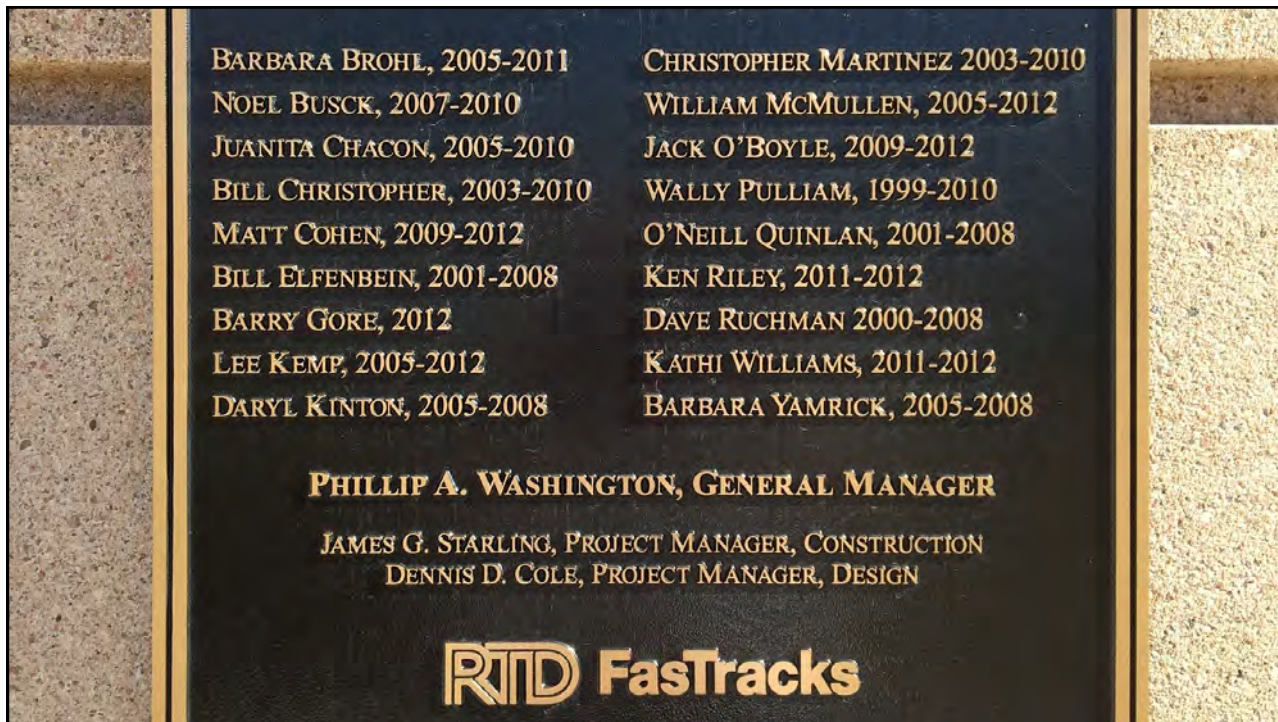 BARBARA BROHL, 2005-2011
NOEL BUSCK, 2007-2010
JUANITA CHACON, 2005-2010
BILL CHRISTOPHER, 2003-2010
MATT COHEN, 2009-2012
BILL ELFENBEIN, 2001-2008
BARRY GORE, 2012
LEE KEMP, 2005-2012
DARYL KINTON, 2005-2008
CHRISTOPHER MARTINEZ 2003-2010
WILLIAM MCMULLEN, 2005-2012
JACK O'BOYLE, 2009-2012
WALLY PULLIAM, 1999-2010
O'NEILL QUINLAN, 2001-2008
KEN RILEY, 2011-2012
DAVE RUCHMAN 2000-2008
KATHI WILLIAMS, 2011-2012
BARBARA YAMRICK, 2005-2008
PHILLIP A. WASHINGTON, GENERAL MANAGER
JAMES G. STARLING, PROJECT MANAGER, CONSTRUCTION
DENNIS D. COLE, PROJECT MANAGER, DESIGN
RTD FasTracks